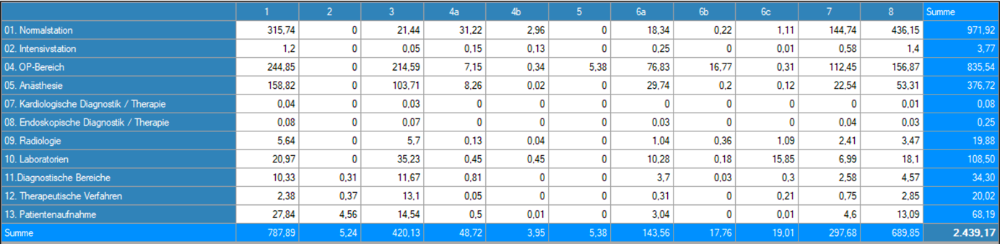 1 2 3 4a 4b 5 6a 6b 6c 7 8 Summe
01. Normalstation 315,74 0 21,44 31,22 2,96 0 18,34 0,22 1,11 144,74 436,15 971,92
02. Intensivstation 1,2 0 0,05 0,15 0,13 0 0,25 0 0,01 0,58 1,4 3,77
04. OP-Bereich 244,85 0 214,59 7,15 0,34 5,38 76,83 16,77 0,31 112,45 156,87 835,54
05. Anästhesie 158,82 0 103,71 8,26 0,02 0 29,74 0,2 0,12 22,54 53,31 376,72
07. Kardiologische Diagnostik / Therapie 0,04 0 0,03 0 0 0 0 0 0 0 0,01 0,08
08. Endoskopische Diagnostik / Therapie 0,08 0 0,07 0 0 0 0,03 0 0 0,04 0,03 0,25
09. Radiologie 5,64 0 5,7 0,13 0,04 0 1,04 0,36 1,09 2,41 3,47 19,88
10. Laboratorien 20,97 0 35,23 0,45 0,45 0 10,28 0,18 15,85 6,99 18,1 108,50
11.Diagnostische Bereiche 10,33 0,31 11,67 0,81 0 0 3,7 0,03 0,3 2,58 4,57 34,30
12. Therapeutische Verfahren 2,38 0,37 13,1 0,05 0 0 0,31 0 0,21 0,75 2,85 20,02
13. Patientenaufnahme 27,84 4,56 14,54 0,5 0,01 0 3,04 0 0,01 4,6 13,09 68,19
Summe 787,89 5,24 420,13 48,72 3,95 5,38 143,56 17,76 19,01 297,68 689,85 2.439,17